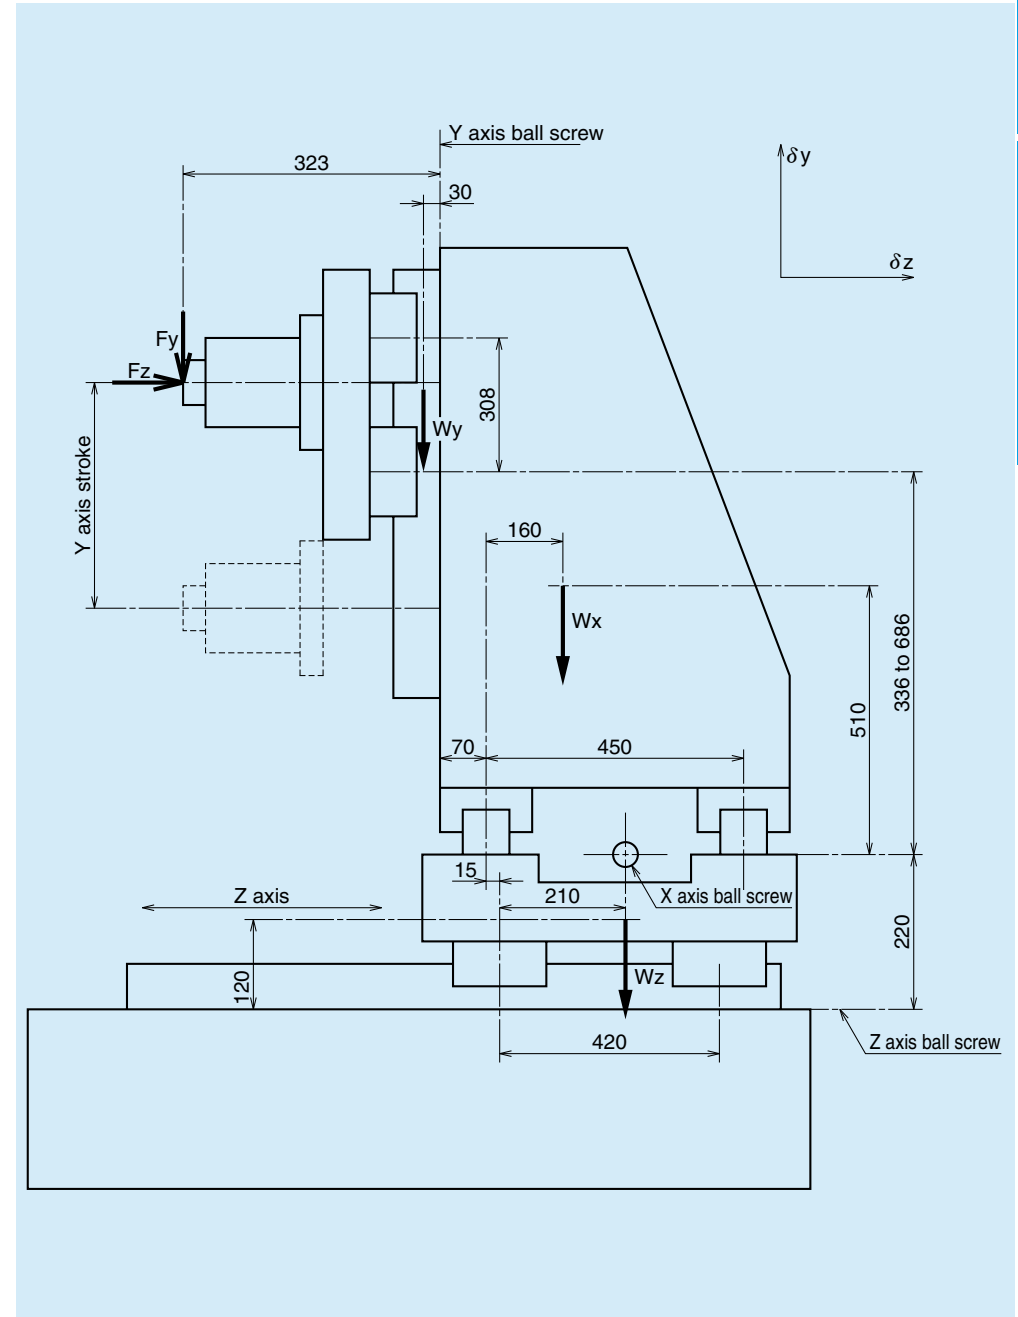 Y axis ball screw
323
30
δy
δz
Fy
Fz
308
Wy
Y axis stroke
160
Wx
336 to 686
510
70
450
15
Z axis
210
X axis ball screw
220
120
Wz
420
Z axis ball screw